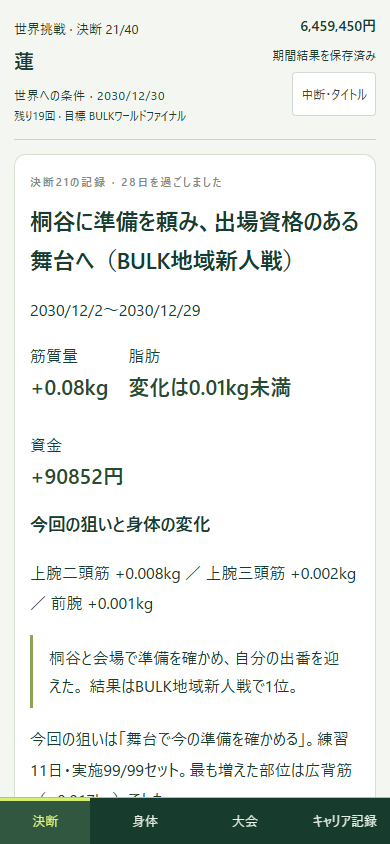 世界挑戦・決断 21/40
6,459,450円
蓮
期間結果を保存済み
世界への条件・2030/12/30
残り19回・目標 BULKワールドファイナル
中断・タイトル
決断21の記録・28日を過ごしました
桐谷に準備を頼み、出場資格のある
舞台へ（BULK地域新人戦）
2030/12/2〜2030/12/29
筋質量 脂肪
+0.08kg 変化は0.01kg未満
資金
+90852円
今回の狙いと身体の変化
上腕二頭筋 +0.008kg ／ 上腕三頭筋 +0.002kg
／ 前腕 +0.001kg
桐谷と会場で準備を確かめ、自分の出番を迎
えた。結果はBULK地域新人戦で1位。
今回の狙いは「舞台で今の準備を確かめる」。練習
11日・実施99/99セット。最も増えた部位は広背筋
決断 身体 大会 キャリア記録